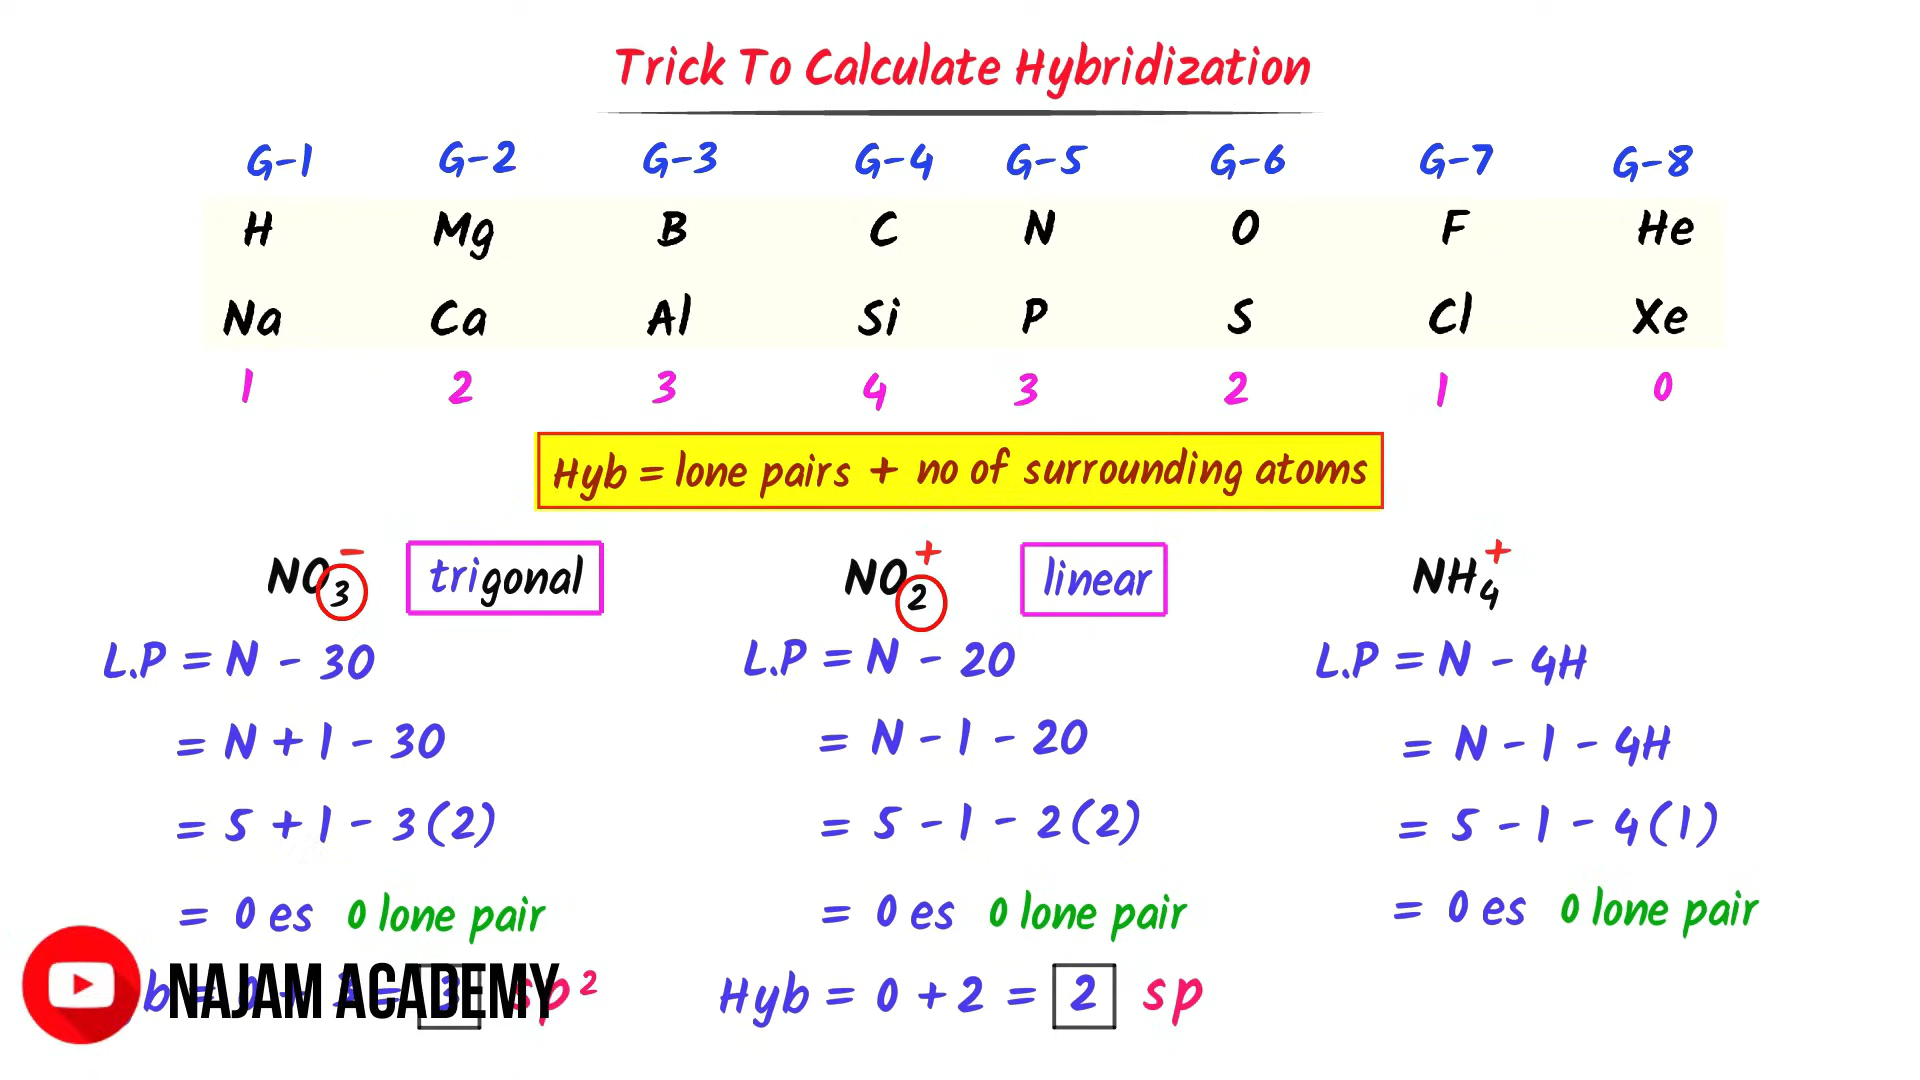 Trick To Calculate Hybridization
G-1 G-2 G-3 G-4 G-5 G-6 G-7 G-8
H Mg B C N O F He
Na Ca Al Si P S Cl Xe
1 2 3 4 3 2 1 0
Hyb = lone pairs + no of surrounding atoms
NO₃⁻ trigonal NO₂⁺ linear NH₄⁺
L.P = N - 3O L.P = N - 2O L.P = N - 4H
= N + 1 - 3O = N - 1 - 2O = N - 1 - 4H
= 5 + 1 - 3(2) = 5 - 1 - 2(2) = 5 - 1 - 4(1)
= 0 es 0 lone pair = 0 es 0 lone pair = 0 es 0 lone pair
NAJAM ACADEMY sp² Hyb = 0 + 2 = 2 sp